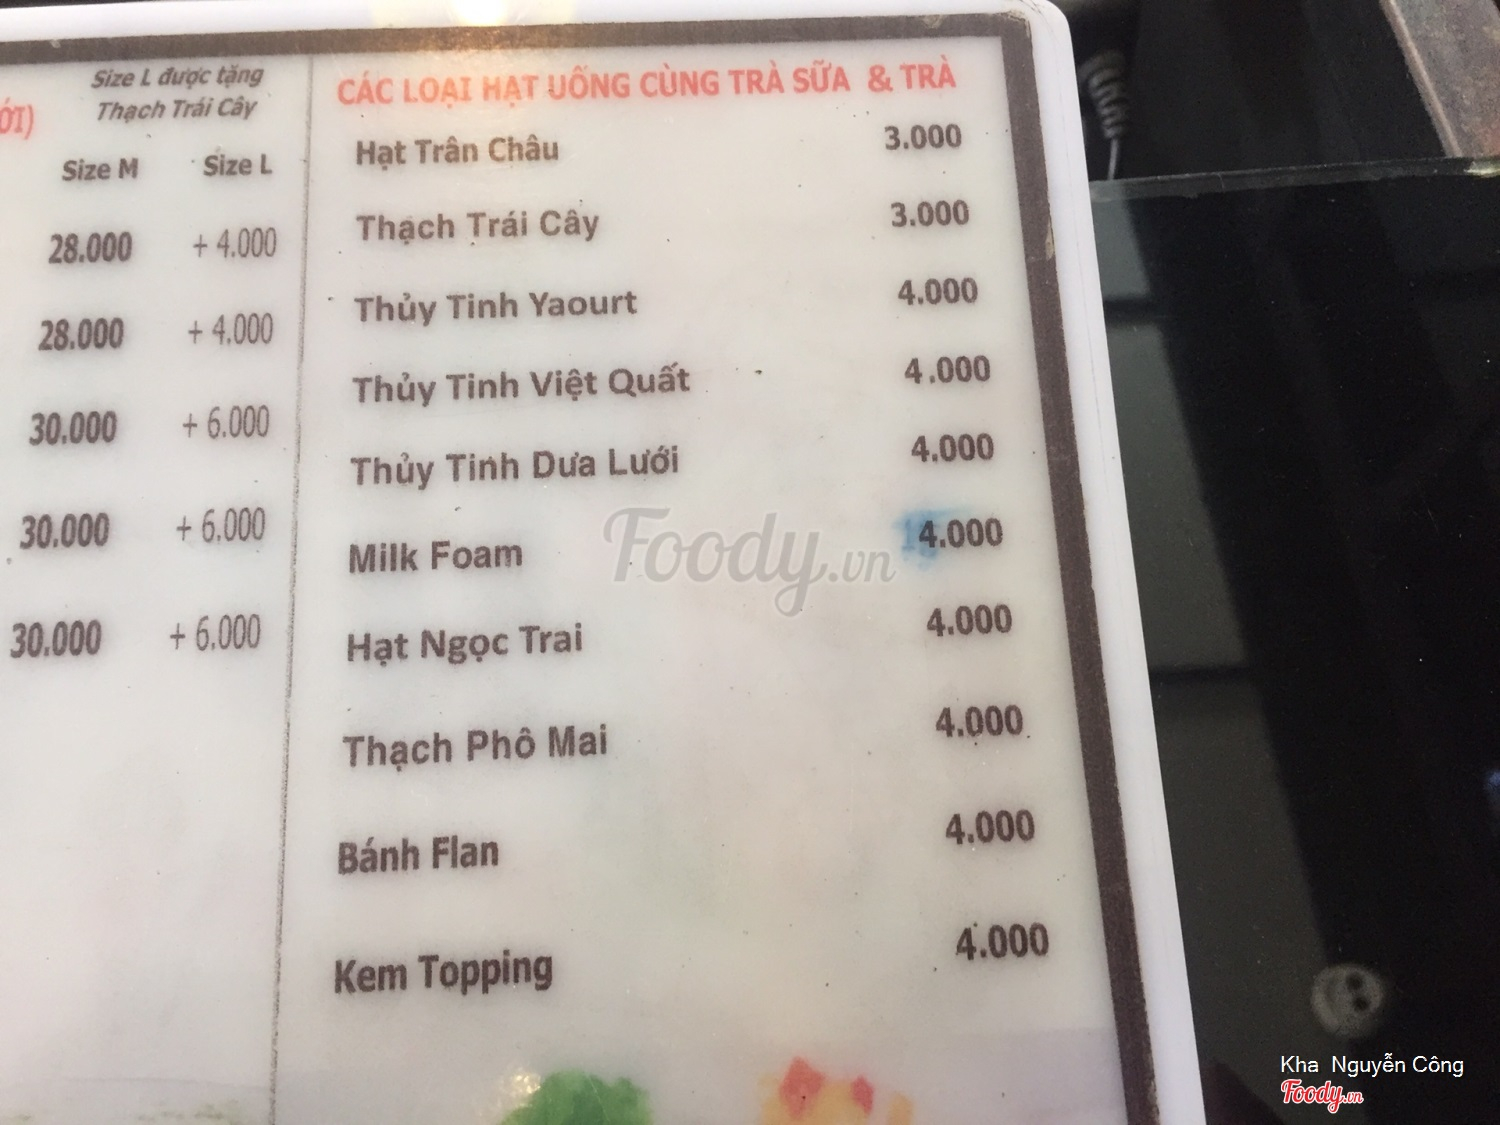 Size L được tặng
Thạch Trái Cây
ỚI)
Size M Size L
28.000 + 4.000
28.000 + 4.000
30.000 + 6.000
30.000 + 6.000
30.000 + 6.000
CÁC LOẠI HẠT UỐNG CÙNG TRÀ SỮA & TRÀ
Hạt Trân Châu 3.000
Thạch Trái Cây 3.000
Thủy Tinh Yaourt 4.000
Thủy Tinh Việt Quất 4.000
Thủy Tinh Dưa Lưới 4.000
Milk Foam 4.000
Hạt Ngọc Trai 4.000
Thạch Phô Mai 4.000
Bánh Flan 4.000
Kem Topping 4.000
Foody.vn
Kha Nguyễn Công
Foody.vn